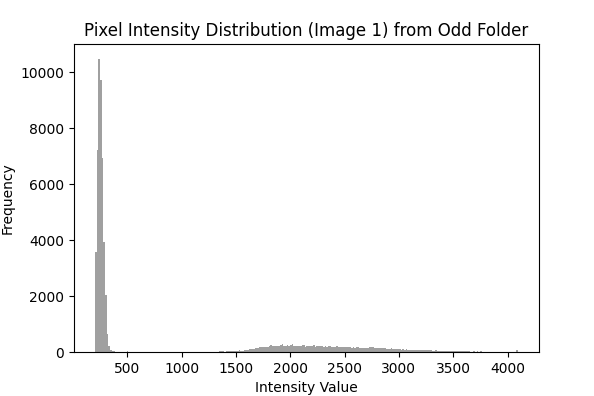 Pixel Intensity Distribution (Image 1) from Odd Folder
10000
8000
6000
4000
2000
0
Frequency
500 1000 1500 2000 2500 3000 3500 4000
Intensity Value